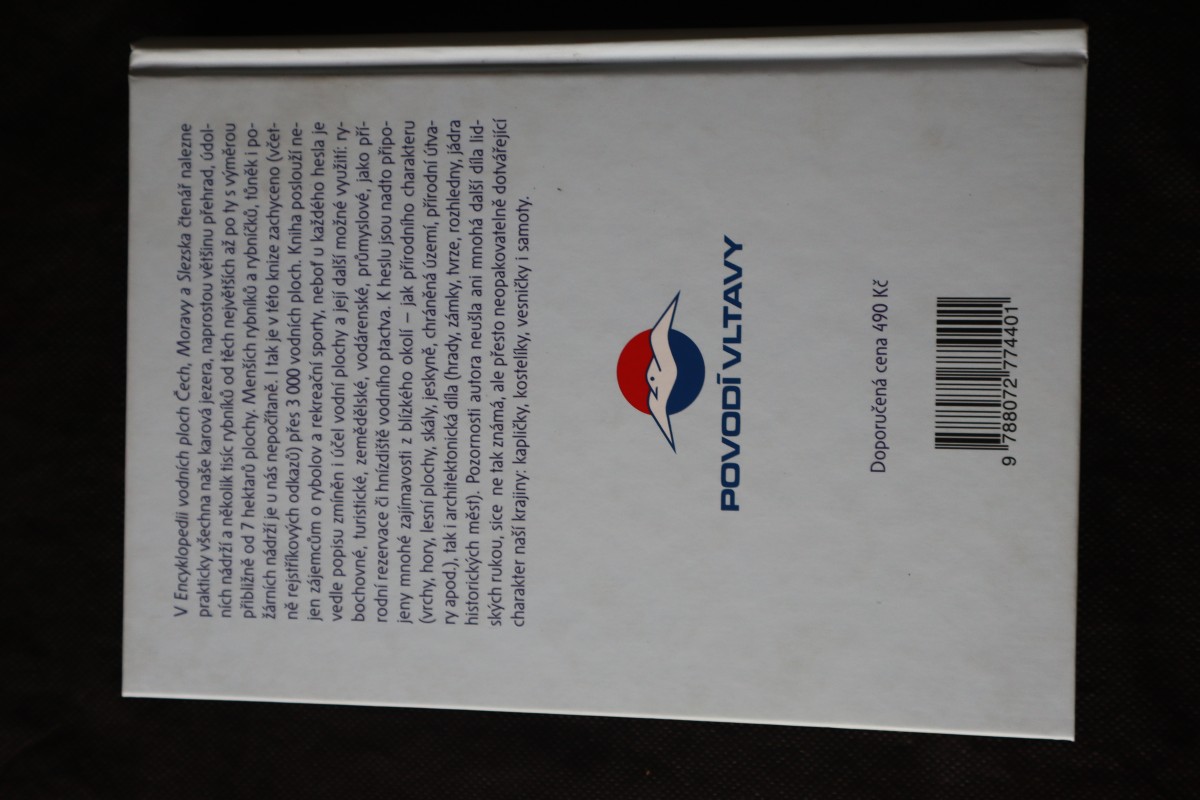 V Encyklopedii vodních ploch Čech, Moravy a Slezska čtenář nalezne
prakticky všechna naše karová jezera, naprostou většinu přehrad, údol-
ních nádrží a několik tisíc rybníků od těch největších až po ty s výměrou
přibližně od 7 hektarů plochy. Menších rybníků a rybníčků, tůněk i po-
žárních nádrží je u nás nepočítaně. I tak je v této knize zachyceno (včet-
ně rejstříkových odkazů) přes 3 000 vodních ploch. Kniha poslouží ne-
jen zájemcům o rybolov a rekreační sporty, neboť u každého hesla je
vedle popisu zmíněn i účel vodní plochy a její další možné využití: ry-
bochovné, turistické, zemědělské, vodárenské, průmyslové, jako pří-
rodní rezervace či hnízdiště vodního ptactva. K heslu jsou nadto připo-
jeny mnohé zajímavosti z blízkého okolí – jak přírodního charakteru
(vrchy, hory, lesní plochy, skály, jeskyně, chráněná území, přírodní útva-
ry apod.), tak i architektonická díla (hrady, zámky, tvrze, rozhledny, jádra
historických měst). Pozornosti autora neušla ani mnohá další díla lid-
ských rukou, sice ne tak známá, ale přesto neopakovatelně dotvářející
charakter naší krajiny: kapličky, kostelíky, vesničky i samoty.
POVODÍ VLTAVY
Doporučená cena 490 Kč
9 788072 774401